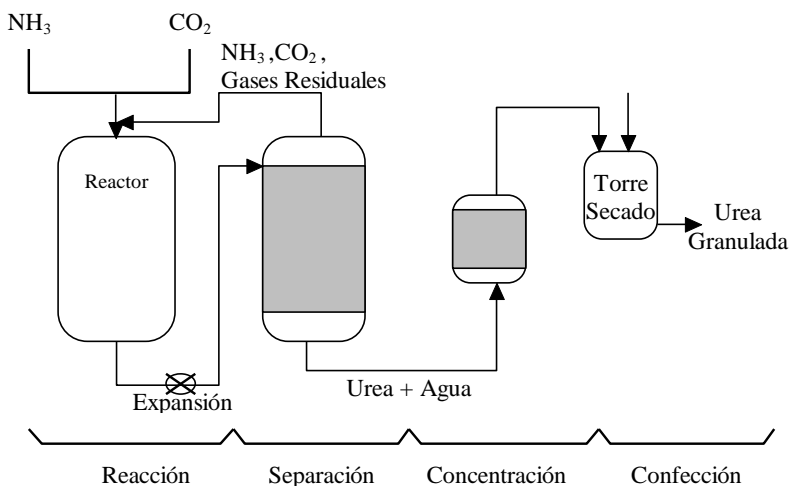 NH3
CO2
NH3,CO2,
Gases Residuales
Reactor
Torre
Secado
Urea
Granulada
Urea + Agua
Expansión
Reacción
Separación
Concentración
Confección